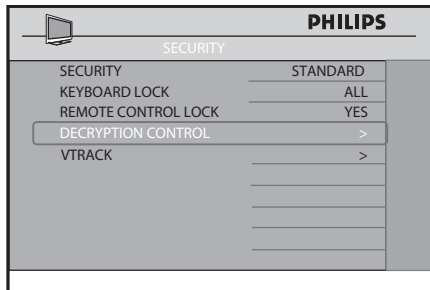 PHILIPS
SECURITY
SECURITY STANDARD
KEYBOARD LOCK ALL
REMOTE CONTROL LOCK YES
DECRYPTION CONTROL >
VTRACK >